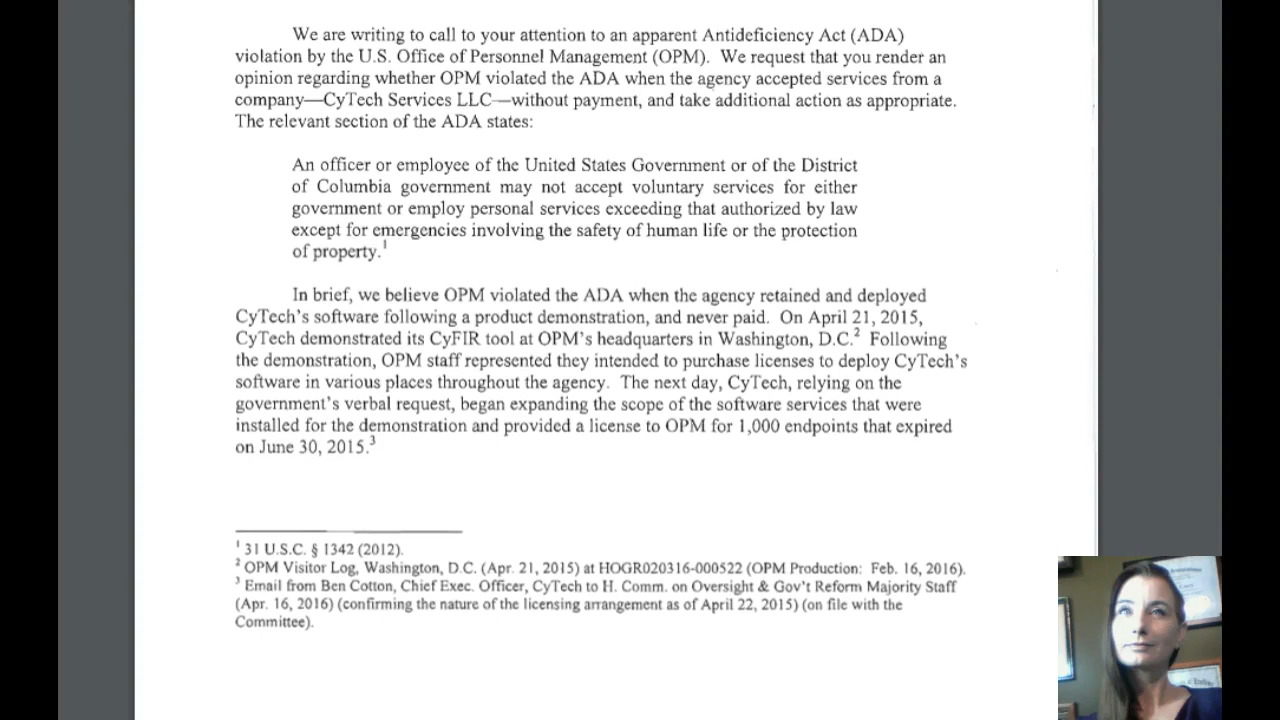 We are writing to call to your attention to an apparent Antideficiency Act (ADA)
violation by the U.S. Office of Personnel Management (OPM). We request that you render an
opinion regarding whether OPM violated the ADA when the agency accepted services from a
company—CyTech Services LLC—without payment, and take additional action as appropriate.
The relevant section of the ADA states:
An officer or employee of the United States Government or of the District
of Columbia government may not accept voluntary services for either
government or employ personal services exceeding that authorized by law
except for emergencies involving the safety of human life or the protection
of property.1
In brief, we believe OPM violated the ADA when the agency retained and deployed
CyTech's software following a product demonstration, and never paid. On April 21, 2015,
CyTech demonstrated its CyFIR tool at OPM's headquarters in Washington, D.C.2 Following
the demonstration, OPM staff represented they intended to purchase licenses to deploy CyTech's
software in various places throughout the agency. The next day, CyTech, relying on the
government's verbal request, began expanding the scope of the software services that were
installed for the demonstration and provided a license to OPM for 1,000 endpoints that expired
on June 30, 2015.3
1 31 U.S.C. § 1342 (2012).
2 OPM Visitor Log, Washington, D.C. (Apr. 21, 2015) at HOGR020316-000522 (OPM Production: Feb. 16, 2016).
3 Email from Ben Cotton, Chief Exec. Officer, CyTech to H. Comm. on Oversight & Gov't Reform Majority Staff
(Apr. 16, 2016) (confirming the nature of the licensing arrangement as of April 22, 2015) (on file with the
Committee).